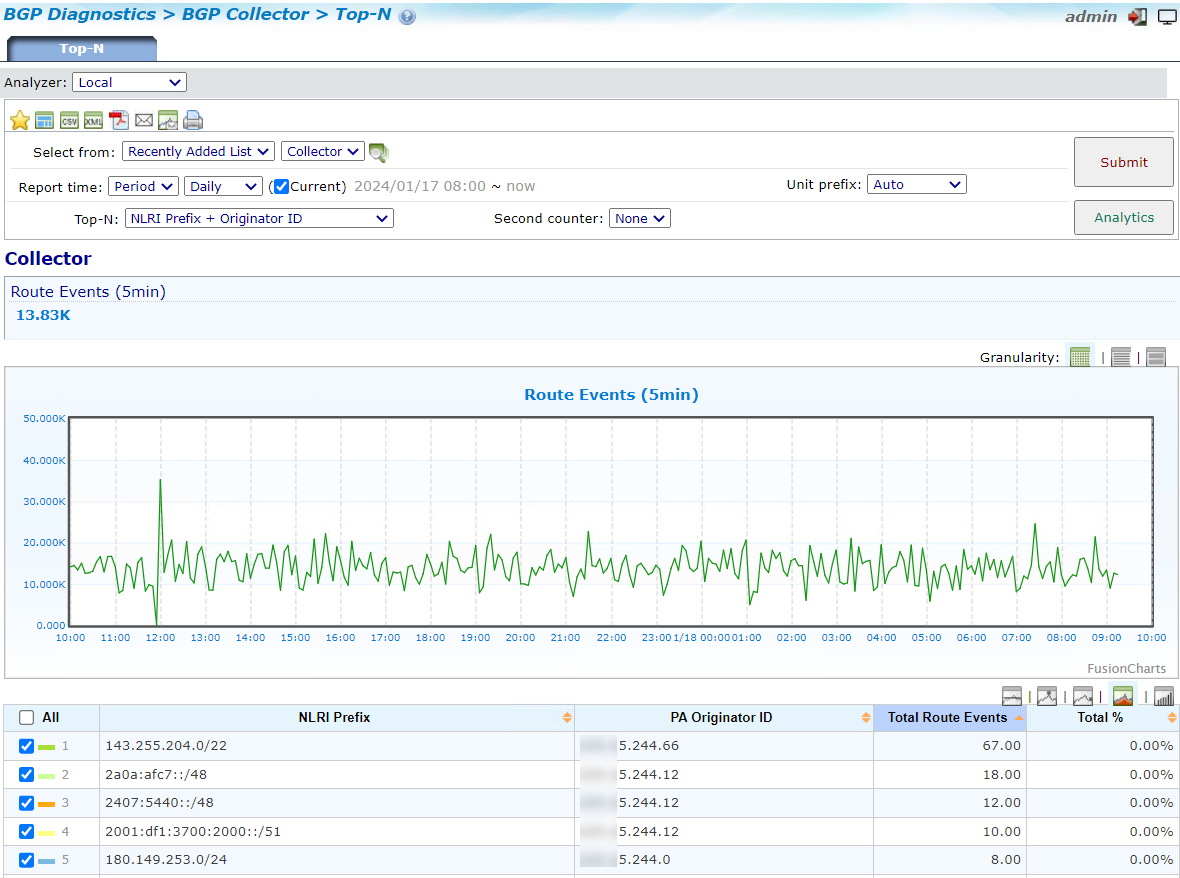 BGP Diagnostics > BGP Collector > Top-N ?
admin
Top-N
Analyzer: Local
CSV XML
Select from: Recently Added List Collector
Submit
Report time: Period Daily (Current) 2024/01/17 08:00 ~ now
Unit prefix: Auto
Top-N: NLRI Prefix + Originator ID
Second counter: None
Analytics
Collector
Route Events (5min)
13.83K
Granularity: | |
Route Events (5min)
50.000K
40.000K
30.000K
20.000K
10.000K
0.000
10:00 11:00 12:00 13:00 14:00 15:00 16:00 17:00 18:00 19:00 20:00 21:00 22:00 23:00 1/18 00:00 01:00 02:00 03:00 04:00 05:00 06:00 07:00 08:00 09:00 10:00
FusionCharts
| | | |
All NLRI Prefix PA Originator ID Total Route Events Total %
1 143.255.204.0/22 5.244.66 67.00 0.00%
2 2a0a:afc7::/48 5.244.12 18.00 0.00%
3 2407:5440::/48 5.244.12 12.00 0.00%
4 2001:df1:3700:2000::/51 5.244.12 10.00 0.00%
5 180.149.253.0/24 5.244.0 8.00 0.00%